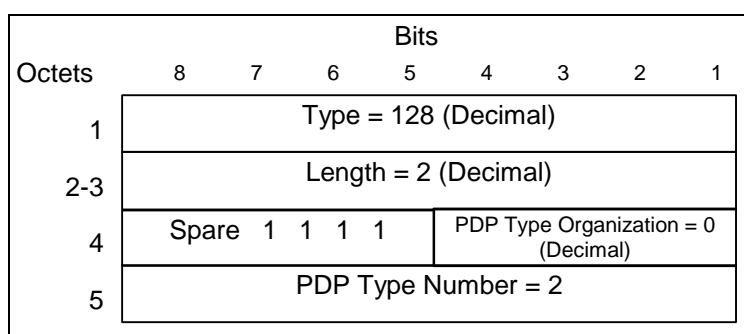 Bits
Octets 8 7 6 5 4 3 2 1
1 Type = 128 (Decimal)
2-3 Length = 2 (Decimal)
4 Spare 1 1 1 1 PDP Type Organization = 0
(Decimal)
5 PDP Type Number = 2